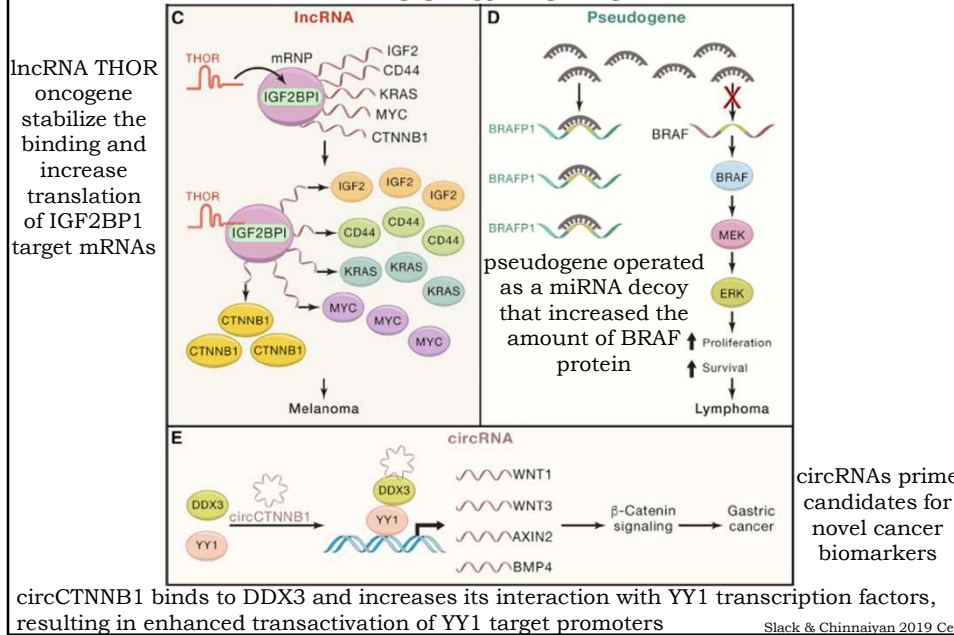 lncRNA THOR
oncogene
stabilize the
binding and
increase
translation
of IGF2BP1
target mRNAs
C
lncRNA
THOR
mRNP
IGF2BPI
IGF2
CD44
KRAS
MYC
CTNNB1
THOR
IGF2BPI
IGF2
IGF2
IGF2
CD44
CD44
CD44
KRAS
KRAS
KRAS
MYC
MYC
MYC
CTNNB1
CTNNB1
CTNNB1
Melanoma
D
Pseudogene
X
BRAFP1
BRAF
BRAFP1
BRAF
BRAFP1
MEK
ERK
pseudogene operated
as a miRNA decoy
that increased the
amount of BRAF
protein
Proliferation
Survival
Lymphoma
E
circRNA
DDX3
YY1
circCTNNB1
DDX3
YY1
WNT1
WNT3
AXIN2
BMP4
β-Catenin
signaling
Gastric
cancer
circRNAs prime
candidates for
novel cancer
biomarkers
circCTNNB1 binds to DDX3 and increases its interaction with YY1 transcription factors,
resulting in enhanced transactivation of YY1 target promoters
Slack & Chinnaiyan 2019 Ce